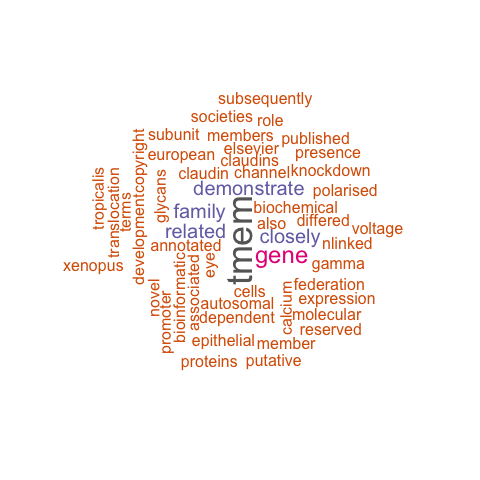 subsequently
societies role
subunit members published
european elsevier presence
claudins
claudin channel knockdown
demonstrate polarised
glycans
copyright
development
tropicalis
translocation
terms
family biochemical
also differed
related closely voltage
annotated nlinked
tmem
gene
eye
xenopus gamma
novel
promoter
bioinformatic
associated
cells federation
autosomal calcium expression
dependent molecular
reserved
epithelial member
proteins putative